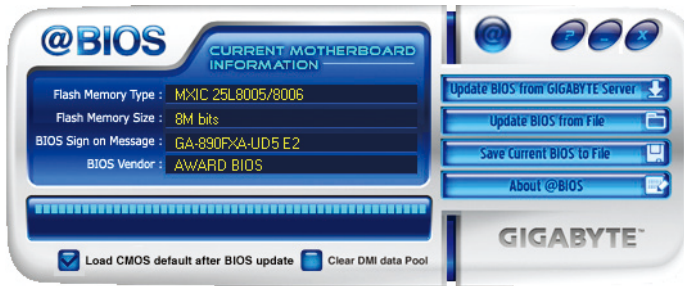 @BIOS
CURRENT MOTHERBOARD
INFORMATION
Flash Memory Type : MXIC 25L8005/8006
Flash Memory Size : 8M bits
BIOS Sign on Message : GA-890FXA-UD5 E2
BIOS Vendor : AWARD BIOS
Load CMOS default after BIOS update
Clear DMI data Pool
@
? _ X
Update BIOS from GIGABYTE Server
Update BIOS from File
Save Current BIOS to File
About @BIOS
GIGABYTE™